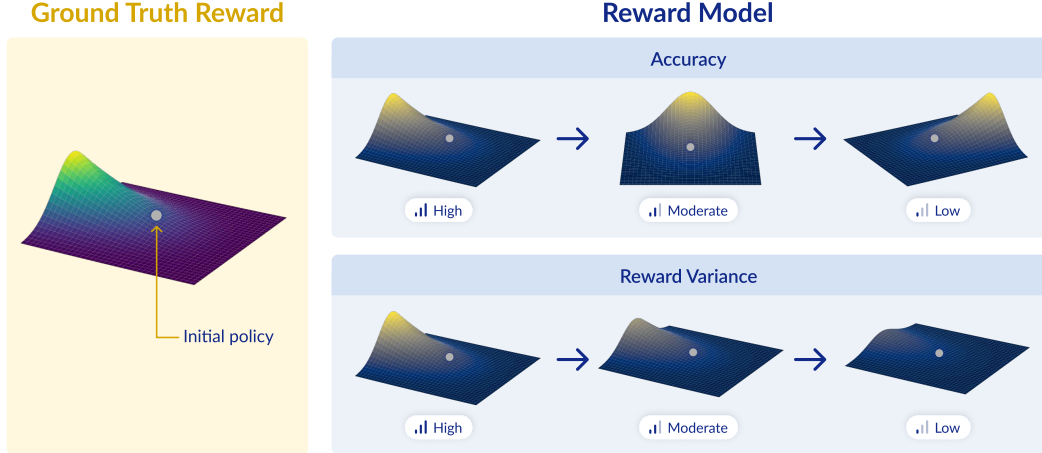 Ground Truth Reward
Reward Model
Accuracy
High
Moderate
Low
Initial policy
Reward Variance
High
Moderate
Low